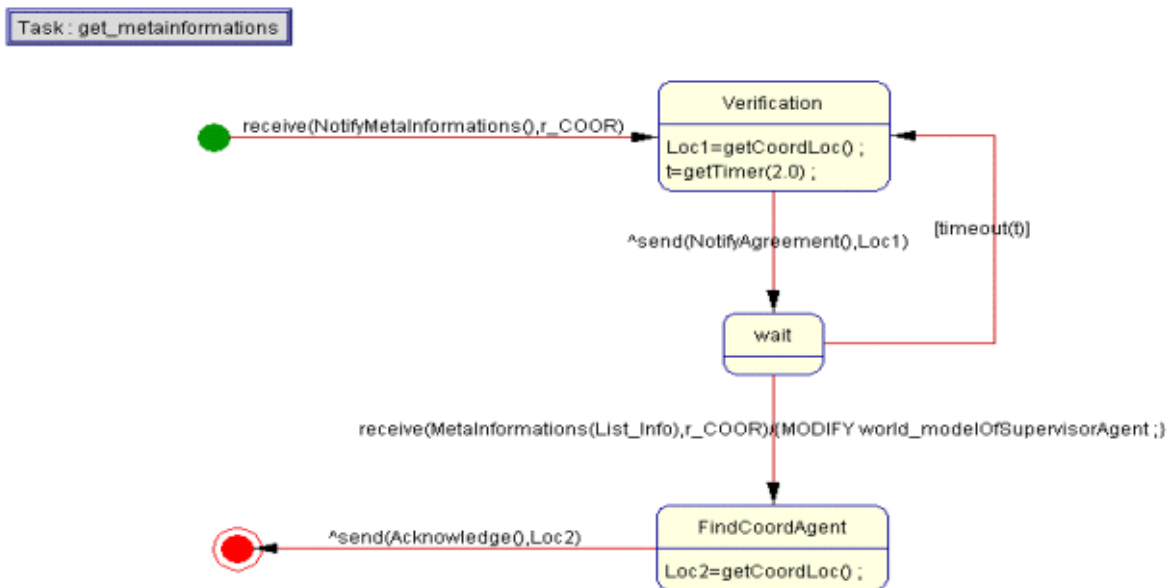 Task : get_metainformations
Verification
receive(NotifyMetaInformations(),r_COOR)
Loc1=getCoordLoc() ;
t=getTimer(2.0) ;
^send(NotifyAgreement(),Loc1)
[timeout(t)]
wait
receive(MetaInformations(List_Info),r_COOR)/{MODIFY world_modelOfSupervisorAgent ;}
FindCoordAgent
^send(Acknowledge(),Loc2)
Loc2=getCoordLoc() ;